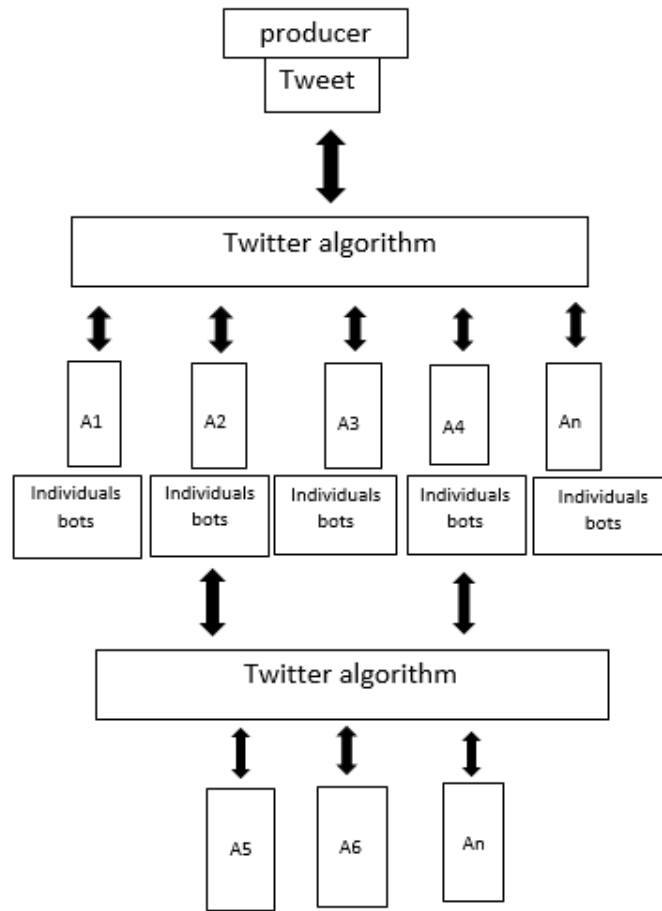 producer
Tweet
Twitter algorithm
A1
A2
A3
A4
An
Individuals
bots
Individuals
bots
Individuals
bots
Individuals
bots
Individuals
bots
Twitter algorithm
A5
A6
An